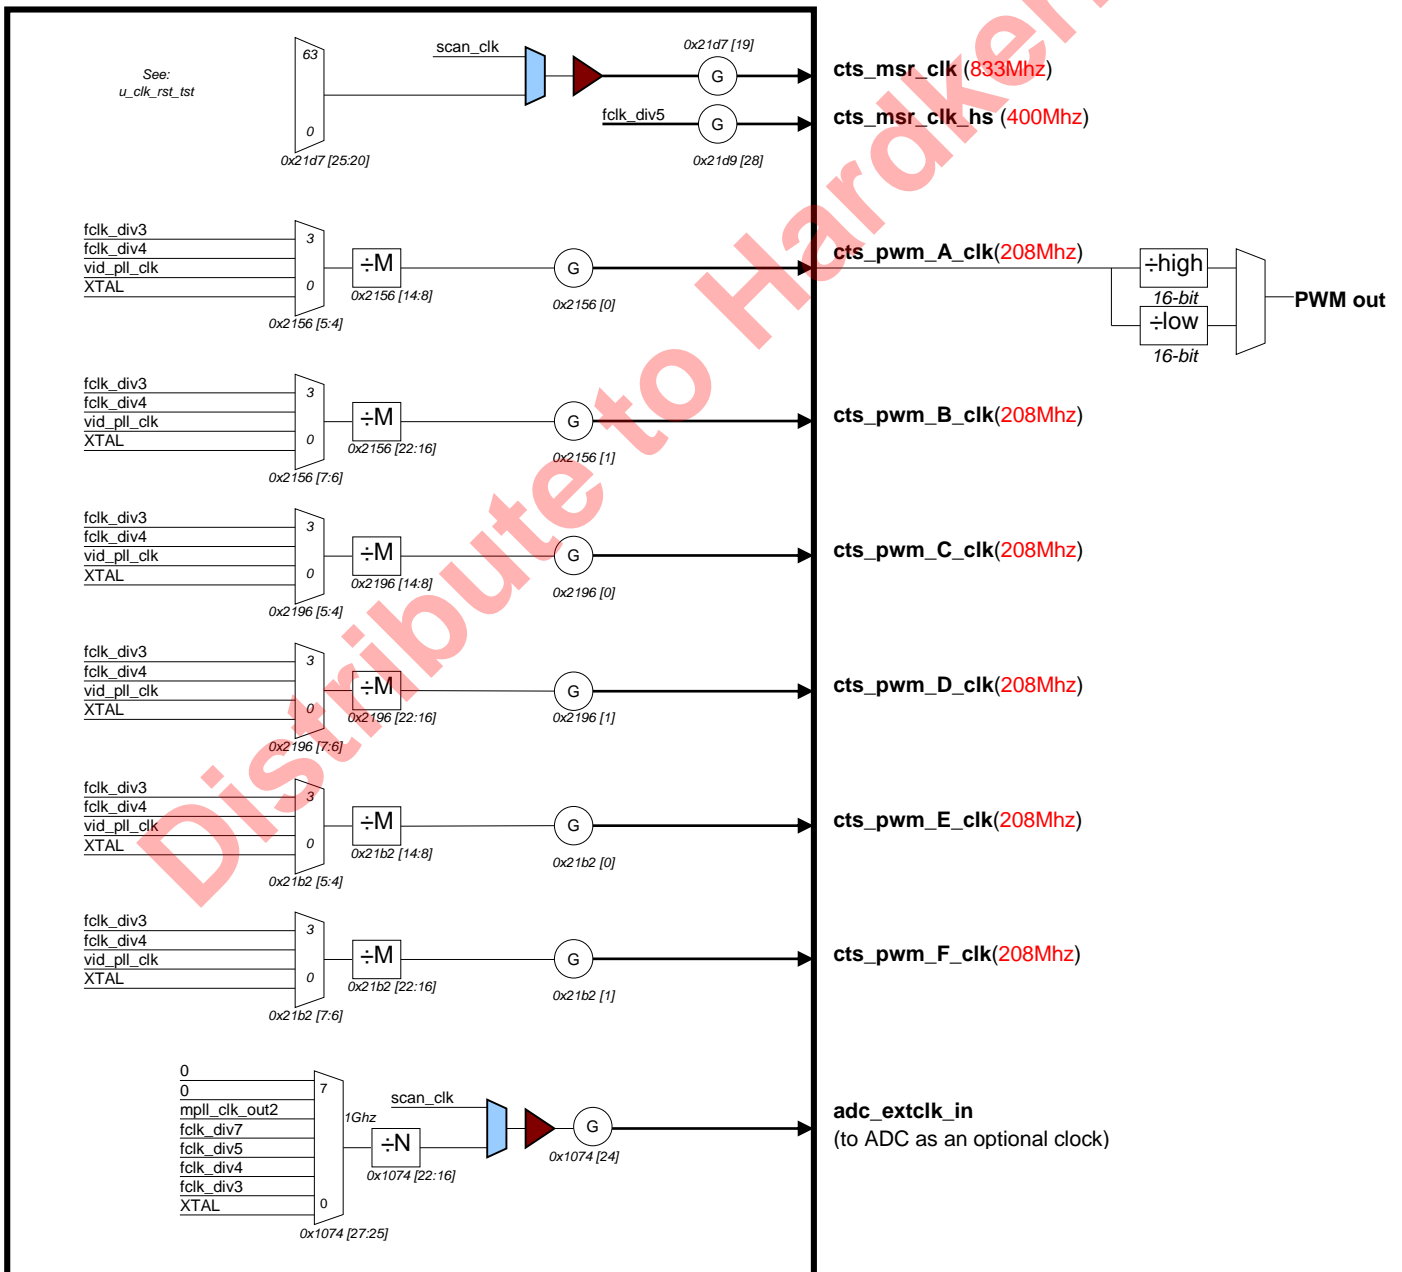 See:
u_clk_rst_tst
63
0
0x21d7 [25:20]
scan_clk
0x21d7 [19]
G
cts_msr_clk (833Mhz)
fclk_div5
G
0x21d9 [28]
cts_msr_clk_hs (400Mhz)
fclk_div3
fclk_div4
vid_pll_clk
XTAL
3
0
0x2156 [5:4]
÷M
0x2156 [14:8]
G
0x2156 [0]
cts_pwm_A_clk(208Mhz)
÷high
16-bit
÷low
16-bit
PWM out
fclk_div3
fclk_div4
vid_pll_clk
XTAL
3
0
0x2156 [7:6]
÷M
0x2156 [22:16]
G
0x2156 [1]
cts_pwm_B_clk(208Mhz)
fclk_div3
fclk_div4
vid_pll_clk
XTAL
3
0
0x2196 [5:4]
÷M
0x2196 [14:8]
G
0x2196 [0]
cts_pwm_C_clk(208Mhz)
fclk_div3
fclk_div4
vid_pll_clk
XTAL
3
0
0x2196 [7:6]
÷M
0x2196 [22:16]
G
0x2196 [1]
cts_pwm_D_clk(208Mhz)
fclk_div3
fclk_div4
vid_pll_clk
XTAL
3
0
0x21b2 [5:4]
÷M
0x21b2 [14:8]
G
0x21b2 [0]
cts_pwm_E_clk(208Mhz)
fclk_div3
fclk_div4
vid_pll_clk
XTAL
3
0
0x21b2 [7:6]
÷M
0x21b2 [22:16]
G
0x21b2 [1]
cts_pwm_F_clk(208Mhz)
0
0
mpll_clk_out2
fclk_div7
fclk_div5
fclk_div4
fclk_div3
XTAL
7
0
0x1074 [27:25]
1Ghz
÷N
0x1074 [22:16]
scan_clk
G
0x1074 [24]
adc_extclk_in
(to ADC as an optional clock)
Distribute to Hardker